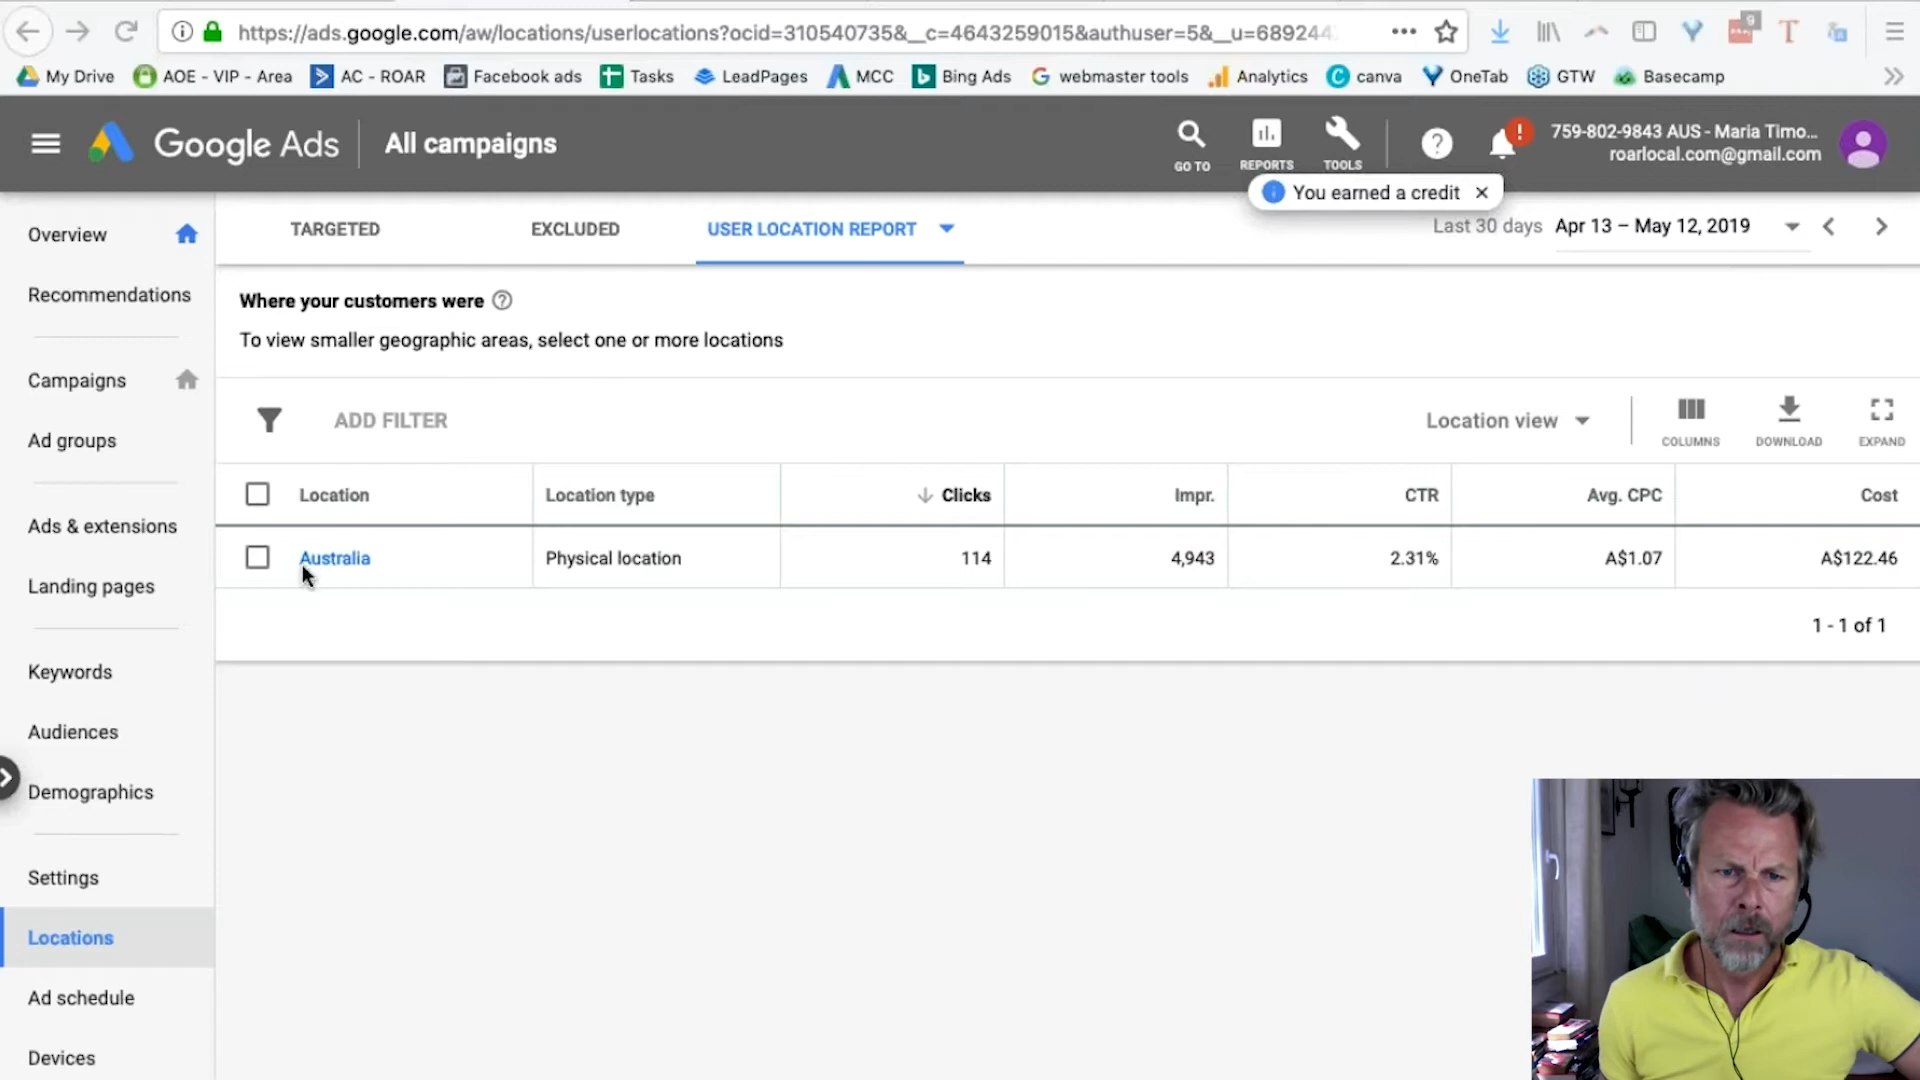 https://ads.google.com/aw/locations/userlocations?ocid=310540735&__c=4643259015&authuser=5&__u=689244
9
My Drive AOE - VIP - Area AC - ROAR Facebook ads Tasks LeadPages MCC Bing Ads webmaster tools Analytics canva OneTab GTW Basecamp
Google Ads All campaigns
GO TO REPORTS TOOLS
759-802-9843 AUS - Maria Timo...
roarlocal.com@gmail.com
You earned a credit
Overview
Recommendations
Campaigns
Ad groups
Ads & extensions
Landing pages
Keywords
Audiences
Demographics
Settings
Locations
Ad schedule
Devices
TARGETED EXCLUDED USER LOCATION REPORT
Last 30 days Apr 13 – May 12, 2019
Where your customers were
To view smaller geographic areas, select one or more locations
ADD FILTER
Location view
COLUMNS DOWNLOAD EXPAND
Location Location type Clicks Impr. CTR Avg. CPC Cost
Australia Physical location 114 4,943 2.31% A$1.07 A$122.46
1 - 1 of 1